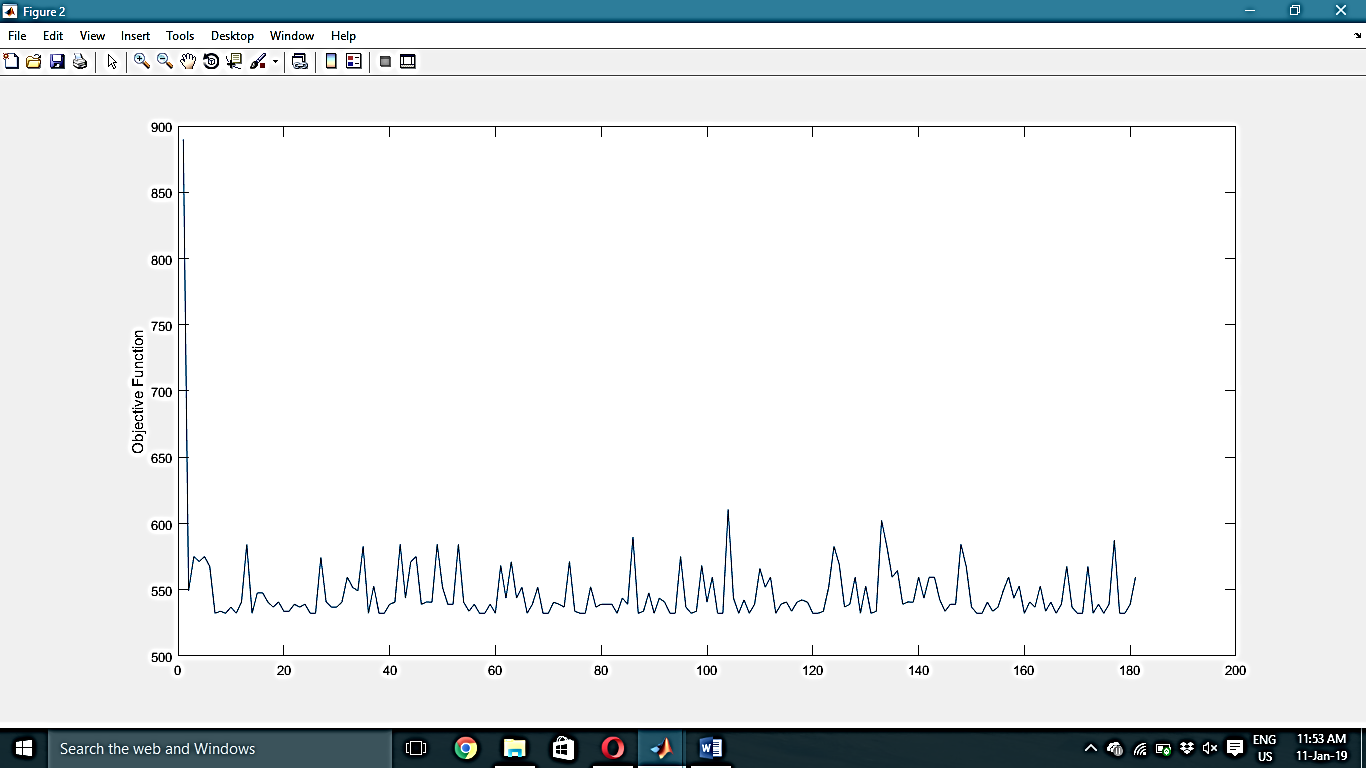 Figure 2
File Edit View Insert Tools Desktop Window Help
900
850
800
750
700
650
600
550
500
Objective Function
0 20 40 60 80 100 120 140 160 180 200
Search the web and Windows
ENG
US
11:53 AM
11-Jan-19